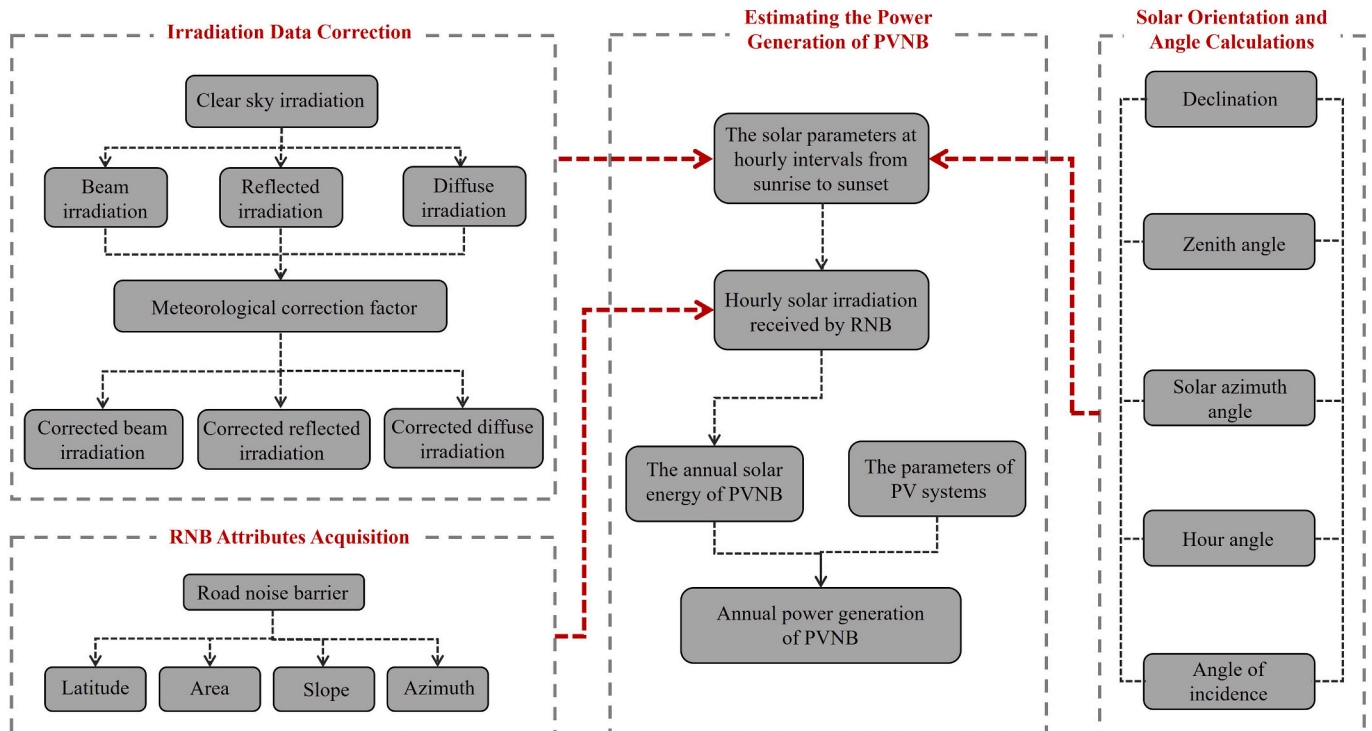 Irradiation Data Correction
Clear sky irradiation
Beam
irradiation
Reflected
irradiation
Diffuse
irradiation
Meteorological correction factor
Corrected beam
irradiation
Corrected reflected
irradiation
Corrected diffuse
irradiation
RNB Attributes Acquisition
Road noise barrier
Latitude
Area
Slope
Azimuth
Estimating the Power
Generation of PVNB
The solar parameters at
hourly intervals from
sunrise to sunset
Hourly solar irradiation
received by RNB
The annual solar
energy of PVNB
The parameters of
PV systems
Annual power generation
of PVNB
Solar Orientation and
Angle Calculations
Declination
Zenith angle
Solar azimuth
angle
Hour angle
Angle of
incidence